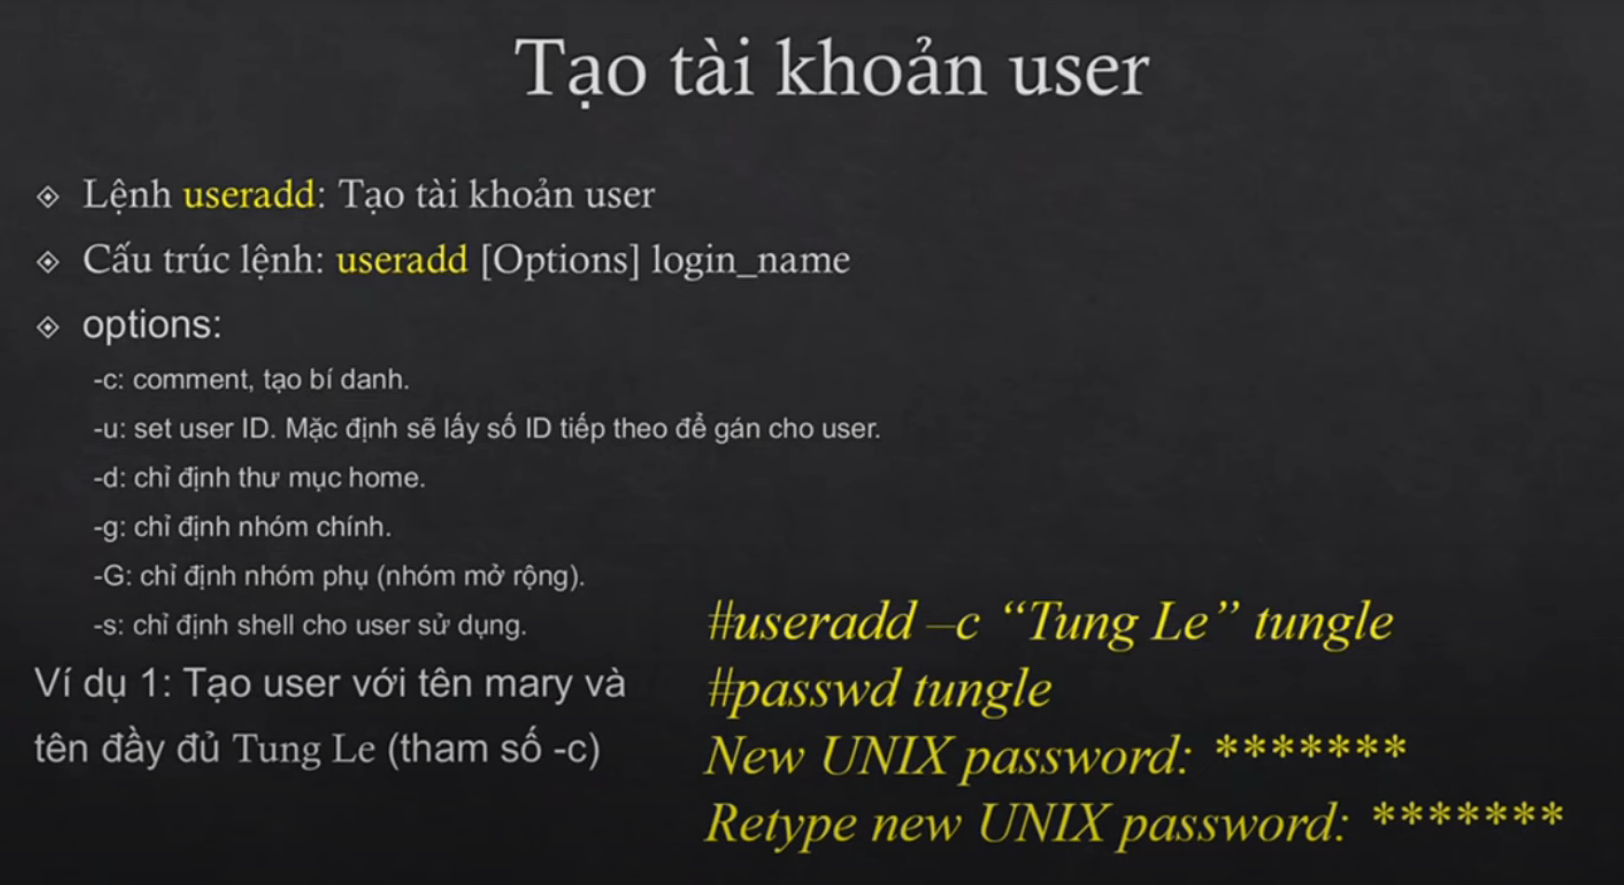 Tạo tài khoản user
Lệnh useradd: Tạo tài khoản user
Cấu trúc lệnh: useradd [Options] login_name
options:
-c: comment, tạo bí danh.
-u: set user ID. Mặc định sẽ lấy số ID tiếp theo để gán cho user.
-d: chỉ định thư mục home.
-g: chỉ định nhóm chính.
-G: chỉ định nhóm phụ (nhóm mở rộng).
-s: chỉ định shell cho user sử dụng.
Ví dụ 1: Tạo user với tên mary và
tên đầy đủ Tung Le (tham số -c)
#useradd –c “Tung Le” tungle
#passwd tungle
New UNIX password: *******
Retype new UNIX password: *******